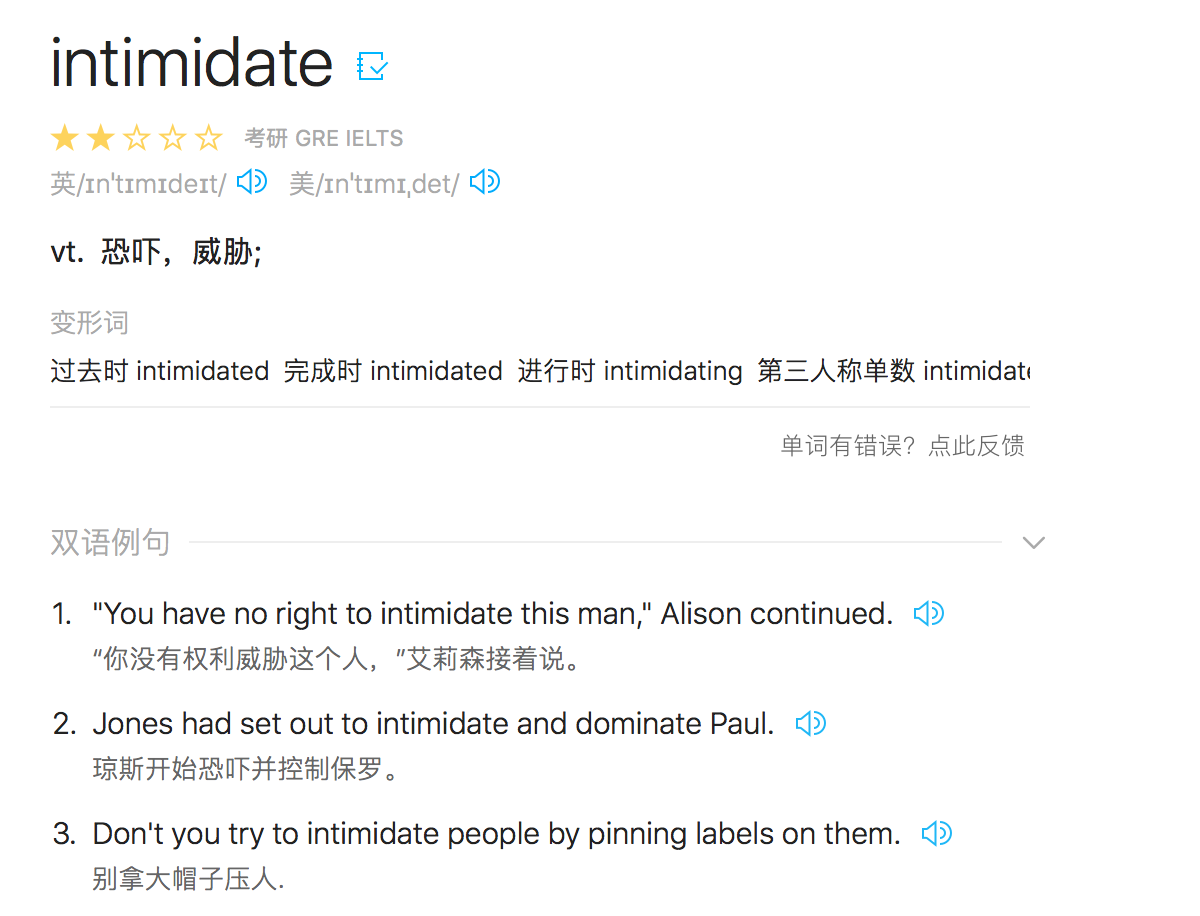 intimidate
考研 GRE IELTS
英/ɪn'tɪmɪdeɪt/ 美/ɪn'tɪmɪˌdet/
vt. 恐吓，威胁;
变形词
过去时 intimidated 完成时 intimidated 进行时 intimidating 第三人称单数 intimidate
单词有错误？点此反馈
双语例句
1. "You have no right to intimidate this man," Alison continued.
“你没有权利威胁这个人，”艾莉森接着说。
2. Jones had set out to intimidate and dominate Paul.
琼斯开始恐吓并控制保罗。
3. Don't you try to intimidate people by pinning labels on them.
别拿大帽子压人.